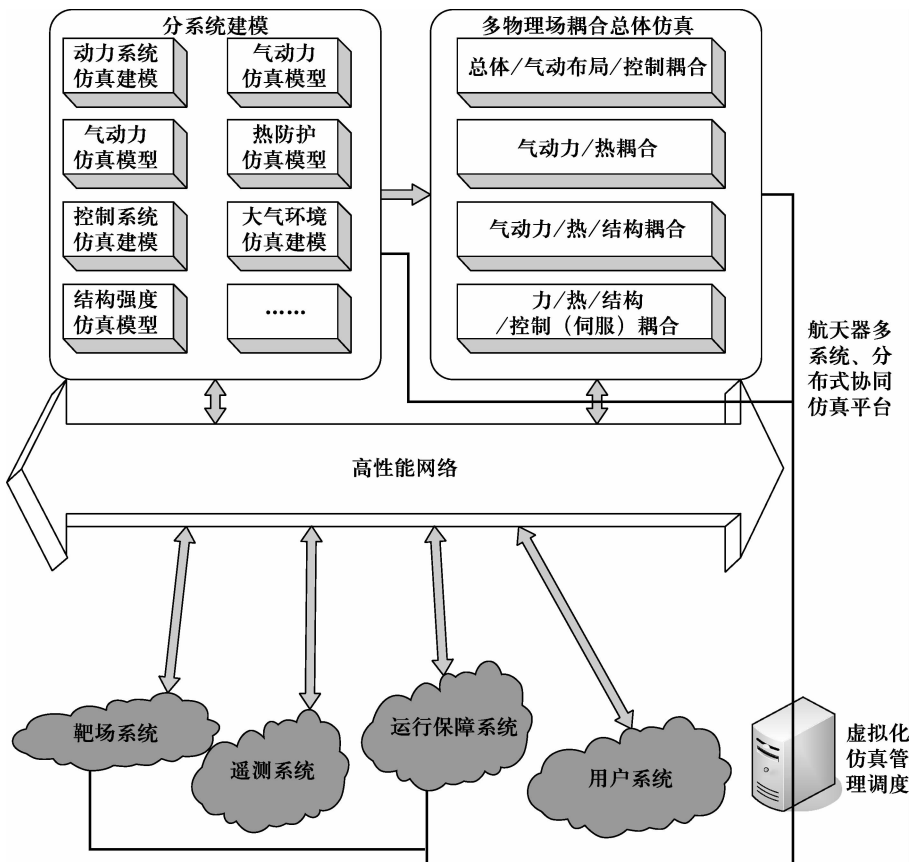 分系统建模
动力系统
仿真建模
气动力
仿真模型
气动力
仿真模型
热防护
仿真模型
控制系统
仿真建模
大气环境
仿真建模
结构强度
仿真模型
……
多物理场耦合总体仿真
总体/气动布局/控制耦合
气动力/热耦合
气动力/热/结构耦合
力/热/结构
/控制（伺服）耦合
航天器多
系统、分
布式协同
仿真平台
高性能网络
靶场系统
遥测系统
运行保障系统
用户系统
虚拟化
仿真管
理调度